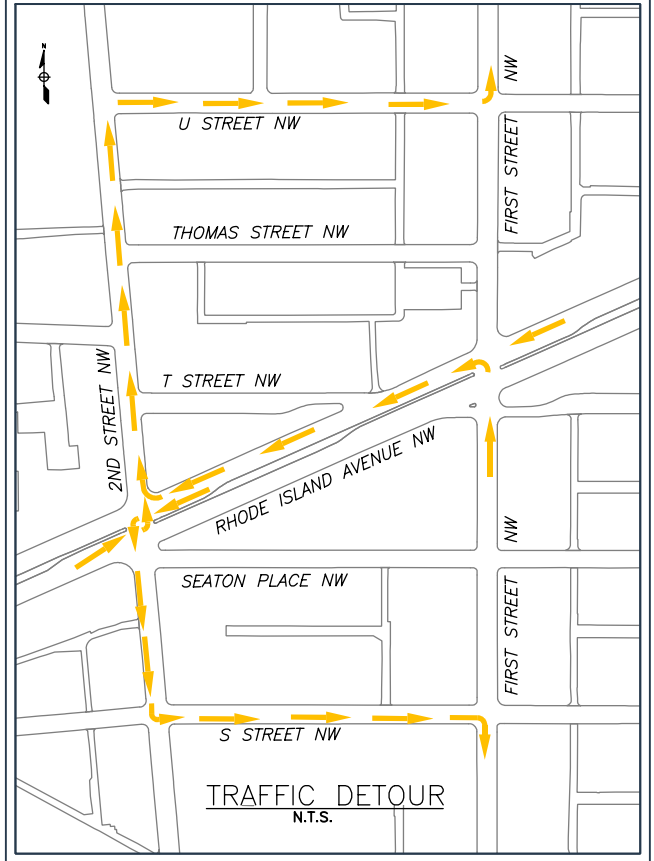 N
NW
U STREET NW
FIRST STREET
THOMAS STREET NW
T STREET NW
2ND STREET NW
RHODE ISLAND AVENUE NW
NW
SEATON PLACE NW
FIRST STREET
S STREET NW
TRAFFIC DETOUR
N.T.S.